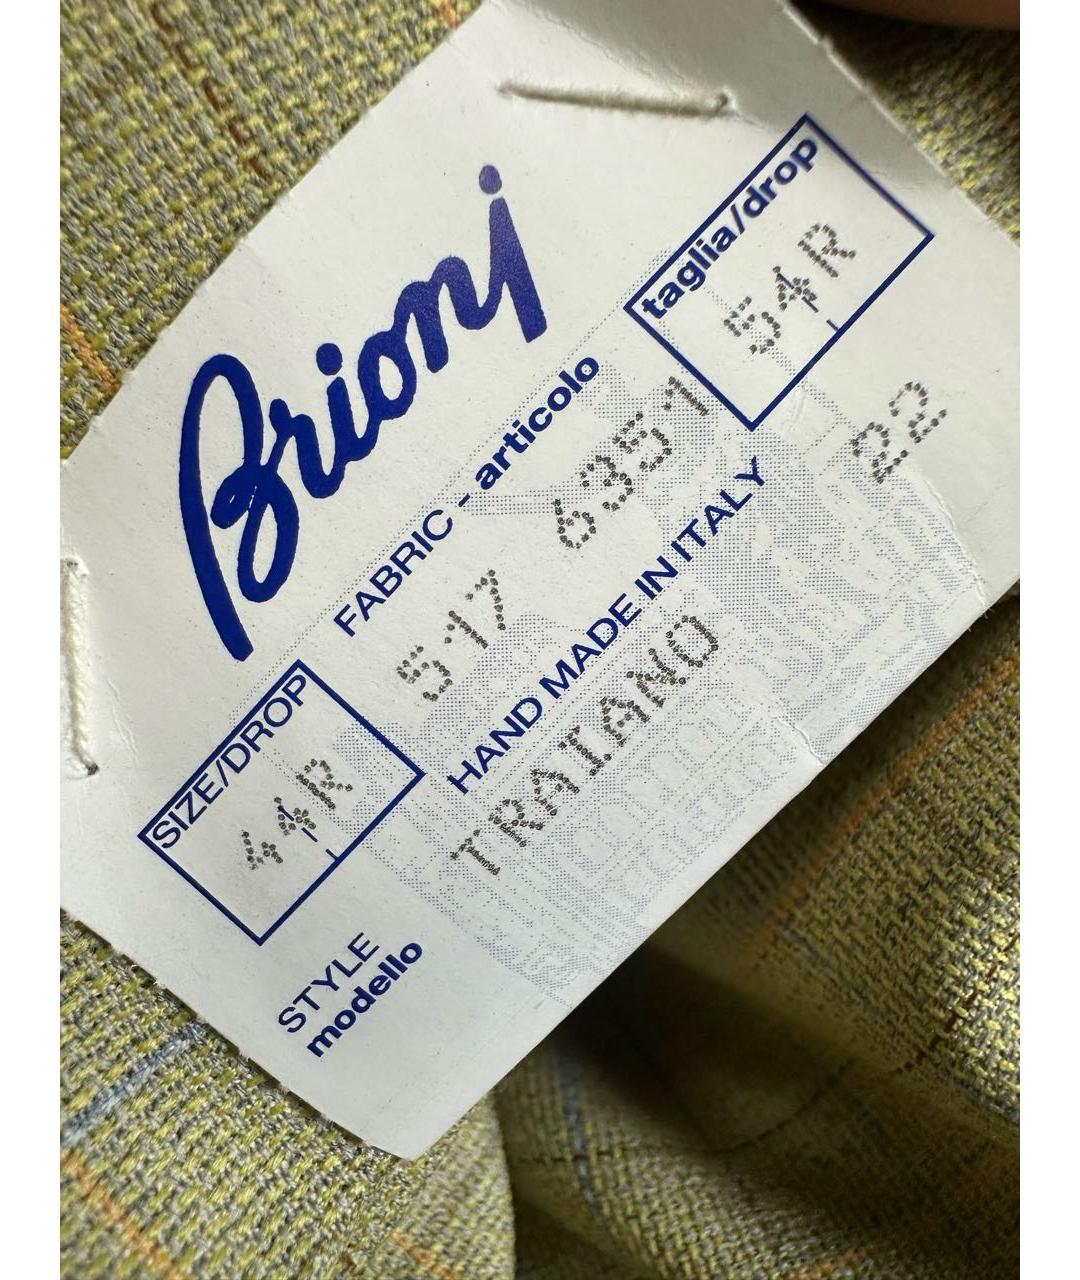 Brioni
FABRIC - articolo
taglia/drop
54R
517 6351
22
HAND MADE IN ITALY
SIZE/DROP
44R
TRAIANO
STYLE
modello